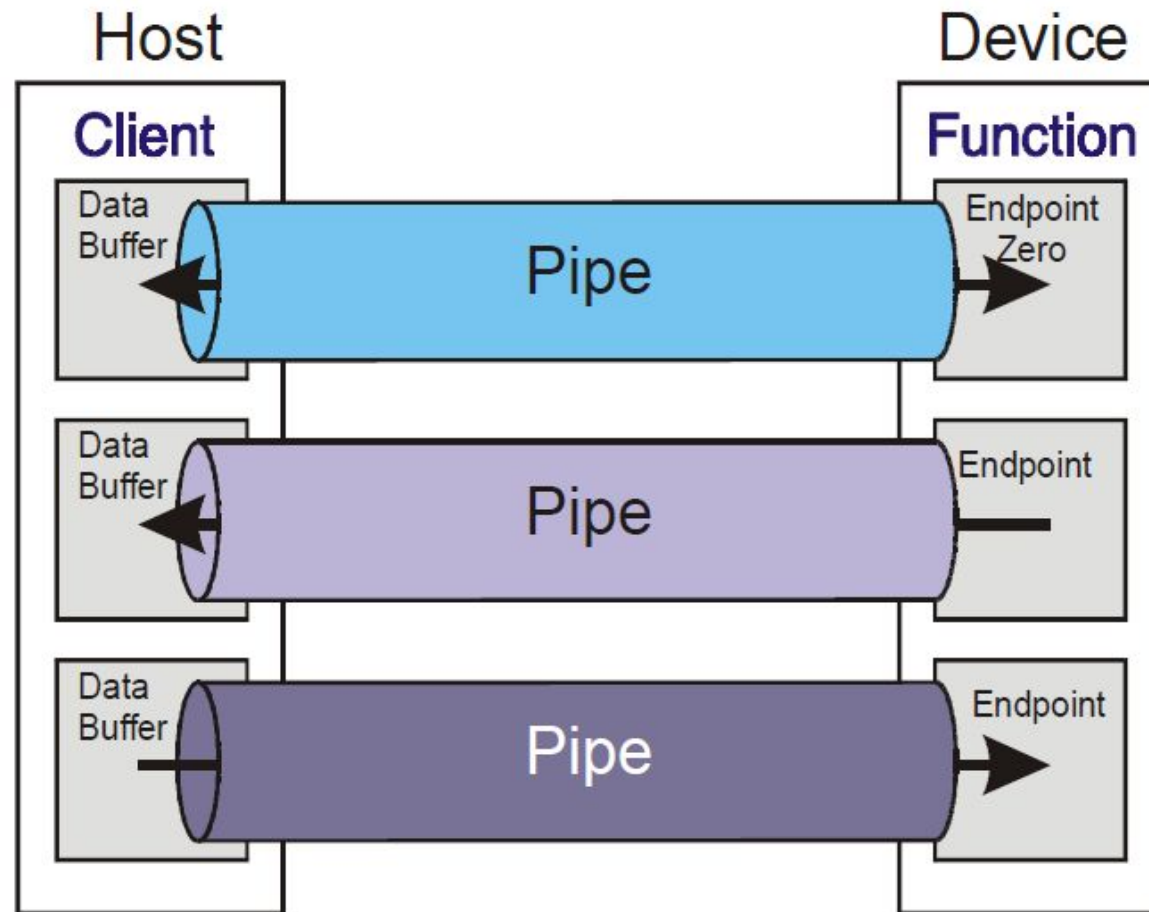 Host
Device
Client
Function
Data
Buffer
Pipe
Endpoint
Zero
Data
Buffer
Pipe
Endpoint
Data
Buffer
Pipe
Endpoint